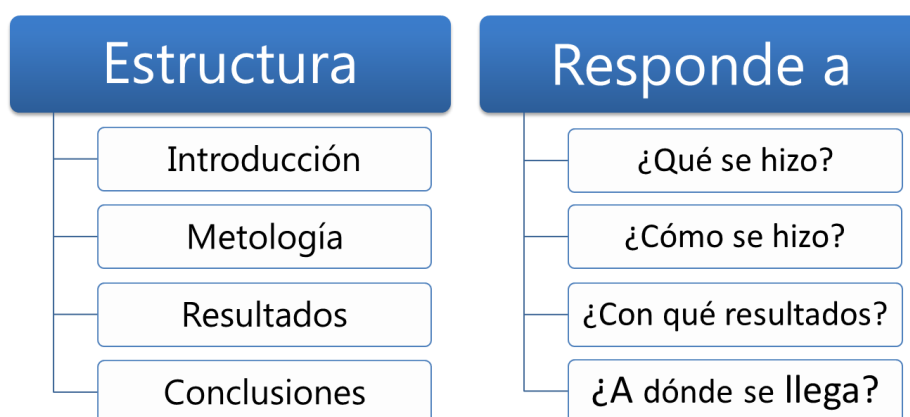 Estructura
Introducción
Metología
Resultados
Conclusiones
Responde a
¿Qué se hizo?
¿Cómo se hizo?
¿Con qué resultados?
¿A dónde se llega?